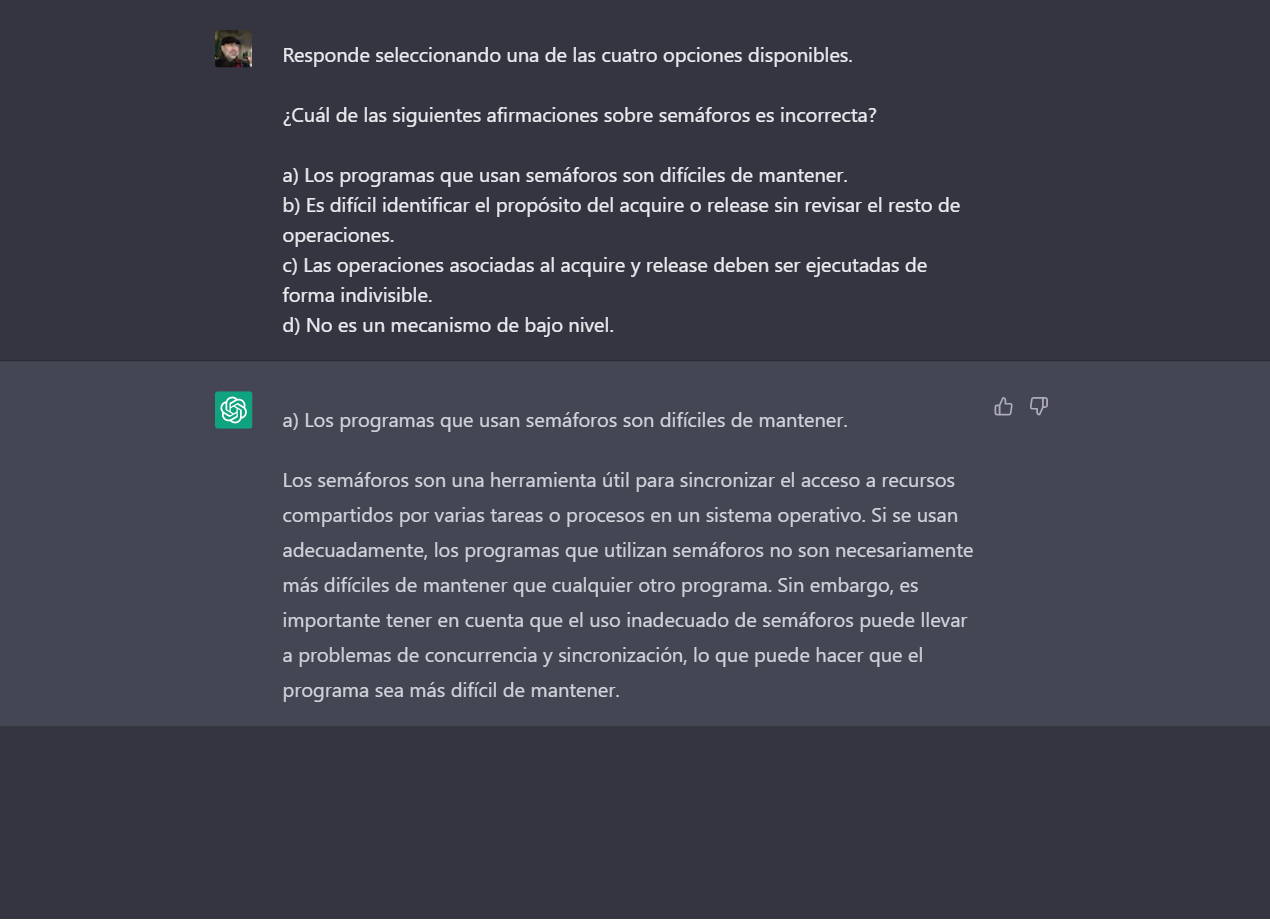 Responde seleccionando una de las cuatro opciones disponibles.
¿Cuál de las siguientes afirmaciones sobre semáforos es incorrecta?
a) Los programas que usan semáforos son difíciles de mantener.
b) Es difícil identificar el propósito del acquire o release sin revisar el resto de
operaciones.
c) Las operaciones asociadas al acquire y release deben ser ejecutadas de
forma indivisible.
d) No es un mecanismo de bajo nivel.
a) Los programas que usan semáforos son difíciles de mantener.
Los semáforos son una herramienta útil para sincronizar el acceso a recursos
compartidos por varias tareas o procesos en un sistema operativo. Si se usan
adecuadamente, los programas que utilizan semáforos no son necesariamente
más difíciles de mantener que cualquier otro programa. Sin embargo, es
importante tener en cuenta que el uso inadecuado de semáforos puede llevar
a problemas de concurrencia y sincronización, lo que puede hacer que el
programa sea más difícil de mantener.